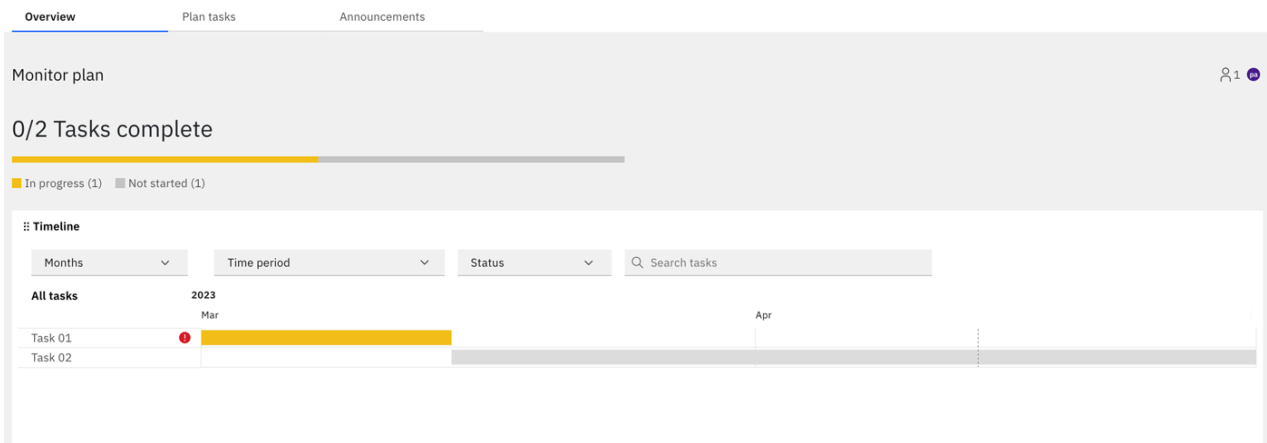 Overview Plan tasks Announcements
Monitor plan 1 pa
0/2 Tasks complete
In progress (1) Not started (1)
Timeline
Months Time period Status Search tasks
All tasks 2023
Mar Apr
Task 01 !
Task 02